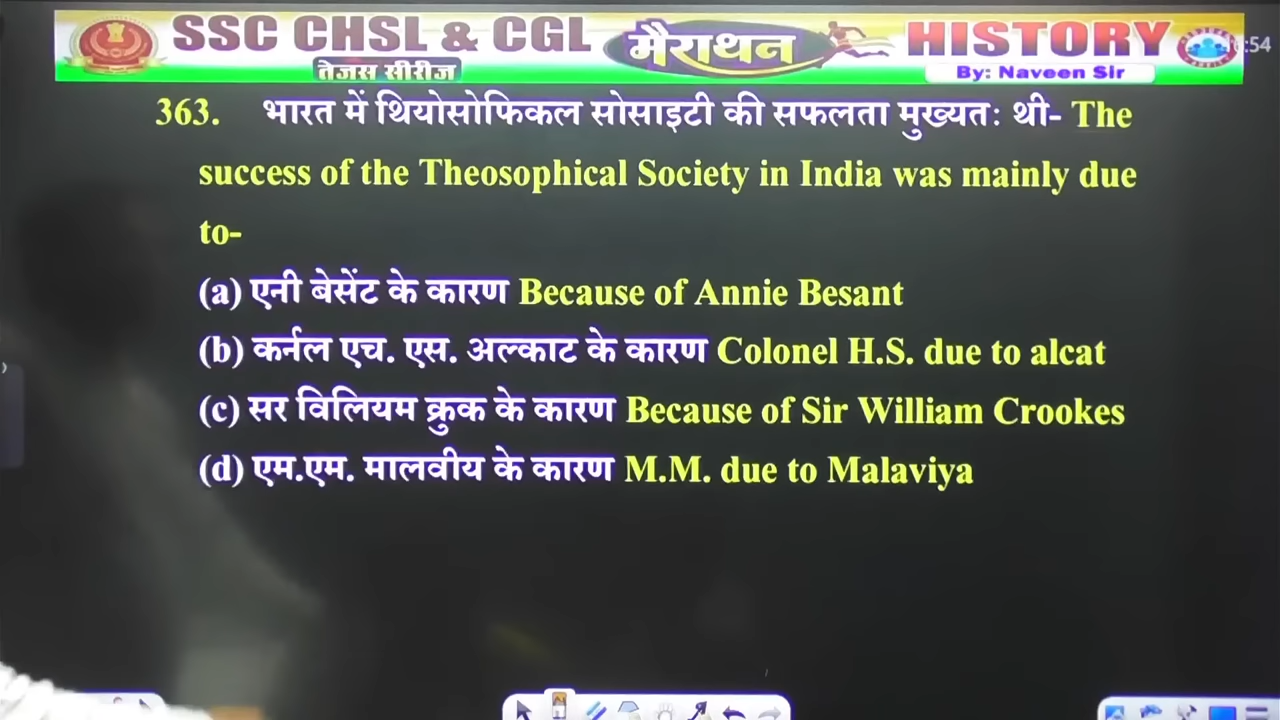 SSC CHSL & CGL मैराथन HISTORY
:54
तेजस सीरीज
By: Naveen Sir
363. भारत में थियोसोफिकल सोसाइटी की सफलता मुख्यतः थी- The
success of the Theosophical Society in India was mainly due
to-
(a) एनी बेसेंट के कारण Because of Annie Besant
(b) कर्नल एच. एस. अल्काट के कारण Colonel H.S. due to alcat
(c) सर विलियम क्रुक के कारण Because of Sir William Crookes
(d) एम.एम. मालवीय के कारण M.M. due to Malaviya